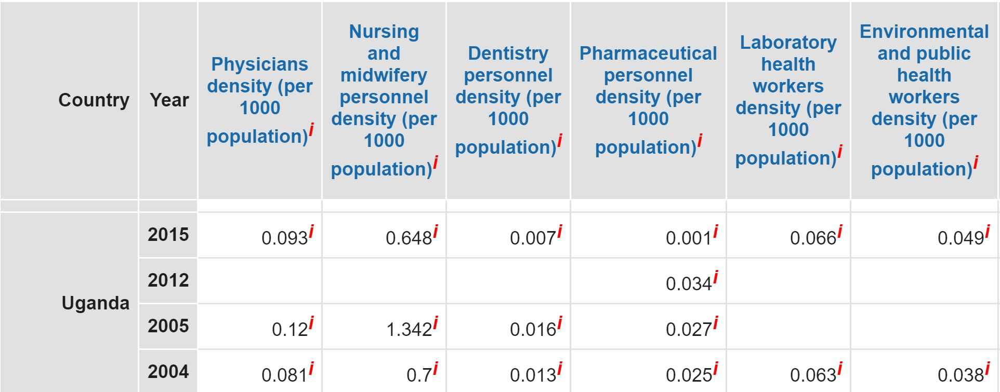 Country
Year
Physicians
density (per
1000
population)i
Nursing
and
midwifery
personnel
density (per
1000
population)i
Dentistry
personnel
density (per
1000
population)i
Pharmaceutical
personnel
density (per
1000
population)i
Laboratory
health
workers
density (per
1000
population)i
Environmental
and public
health
workers
density (per
1000
population)i
Uganda
2015 0.093i 0.648i 0.007i 0.001i 0.066i 0.049i
2012 0.034i
2005 0.12i 1.342i 0.016i 0.027i
2004 0.081i 0.7i 0.013i 0.025i 0.063i 0.038i